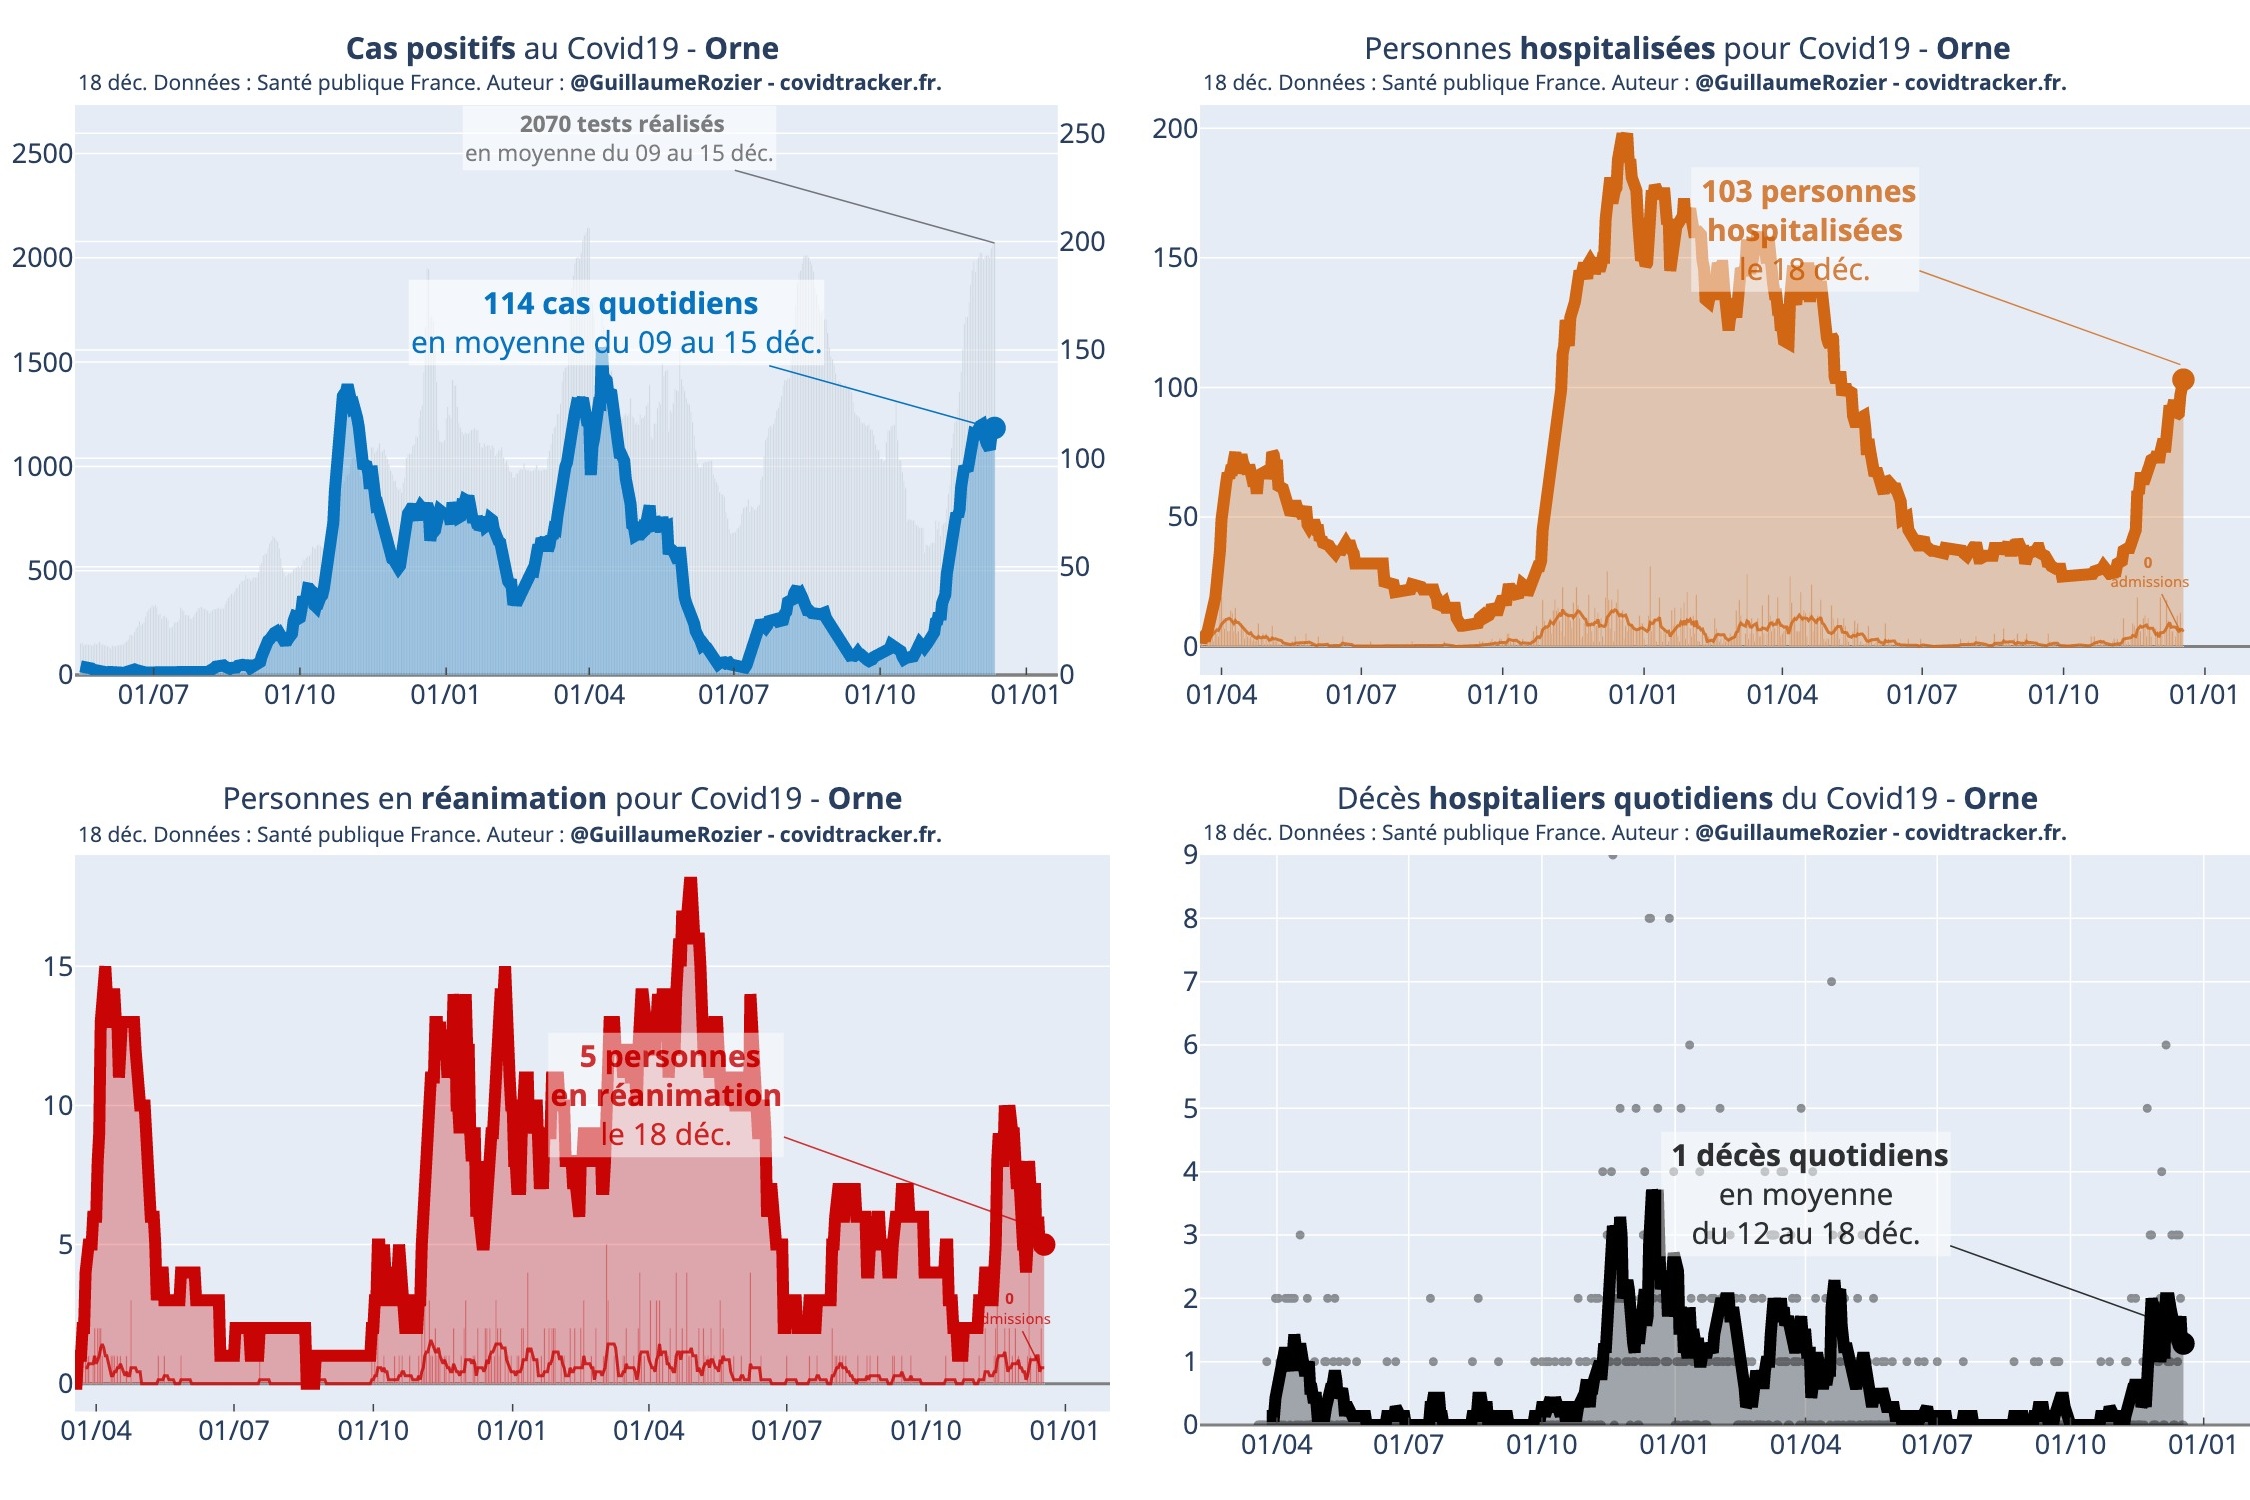 Cas positifs au Covid19 - Orne
18 déc. Données : Santé publique France. Auteur : @GuillaumeRozier - covidtracker.fr.
2070 tests réalisés
en moyenne du 09 au 15 déc.
114 cas quotidiens
en moyenne du 09 au 15 déc.
2500
2000
1500
1000
500
0
250
200
150
100
50
0
01/07
01/10
01/01
01/04
01/07
01/10
01/01
Personnes hospitalisées pour Covid19 - Orne
18 déc. Données : Santé publique France. Auteur : @GuillaumeRozier - covidtracker.fr.
103 personnes
hospitalisées
le 18 déc.
0
admissions
200
150
100
50
0
01/04
01/07
01/10
01/01
01/04
01/07
01/10
01/01
Personnes en réanimation pour Covid19 - Orne
18 déc. Données : Santé publique France. Auteur : @GuillaumeRozier - covidtracker.fr.
5 personnes
en réanimation
le 18 déc.
0
admissions
15
10
5
0
01/04
01/07
01/10
01/01
01/04
01/07
01/10
01/01
Décès hospitaliers quotidiens du Covid19 - Orne
18 déc. Données : Santé publique France. Auteur : @GuillaumeRozier - covidtracker.fr.
1 décès quotidiens
en moyenne
du 12 au 18 déc.
9
8
7
6
5
4
3
2
1
0
01/04
01/07
01/10
01/01
01/04
01/07
01/10
01/01